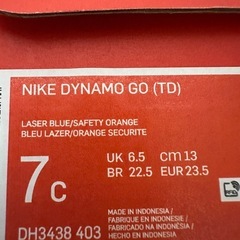 NIKE DYNAMO GO (TD)
LASER BLUE/SAFETY ORANGE
BLEU LAZER/ORANGE SECURITE
7C
UK 6.5 cm 13
BR 22.5 EUR 23.5
DH3438 403
MADE IN INDONESIA /
FABRIQUE EN INDONESIE /
FABRICADO EN INDONESIA /
HECHO EN INDONESIA